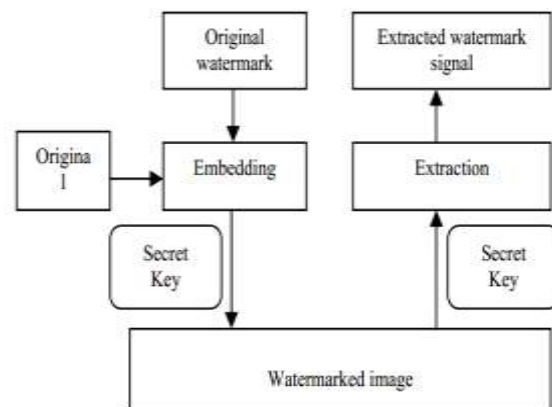 Original
watermark
Extracted watermark
signal
Origina
l
Embedding
Extraction
Secret
Key
Secret
Key
Watermarked image